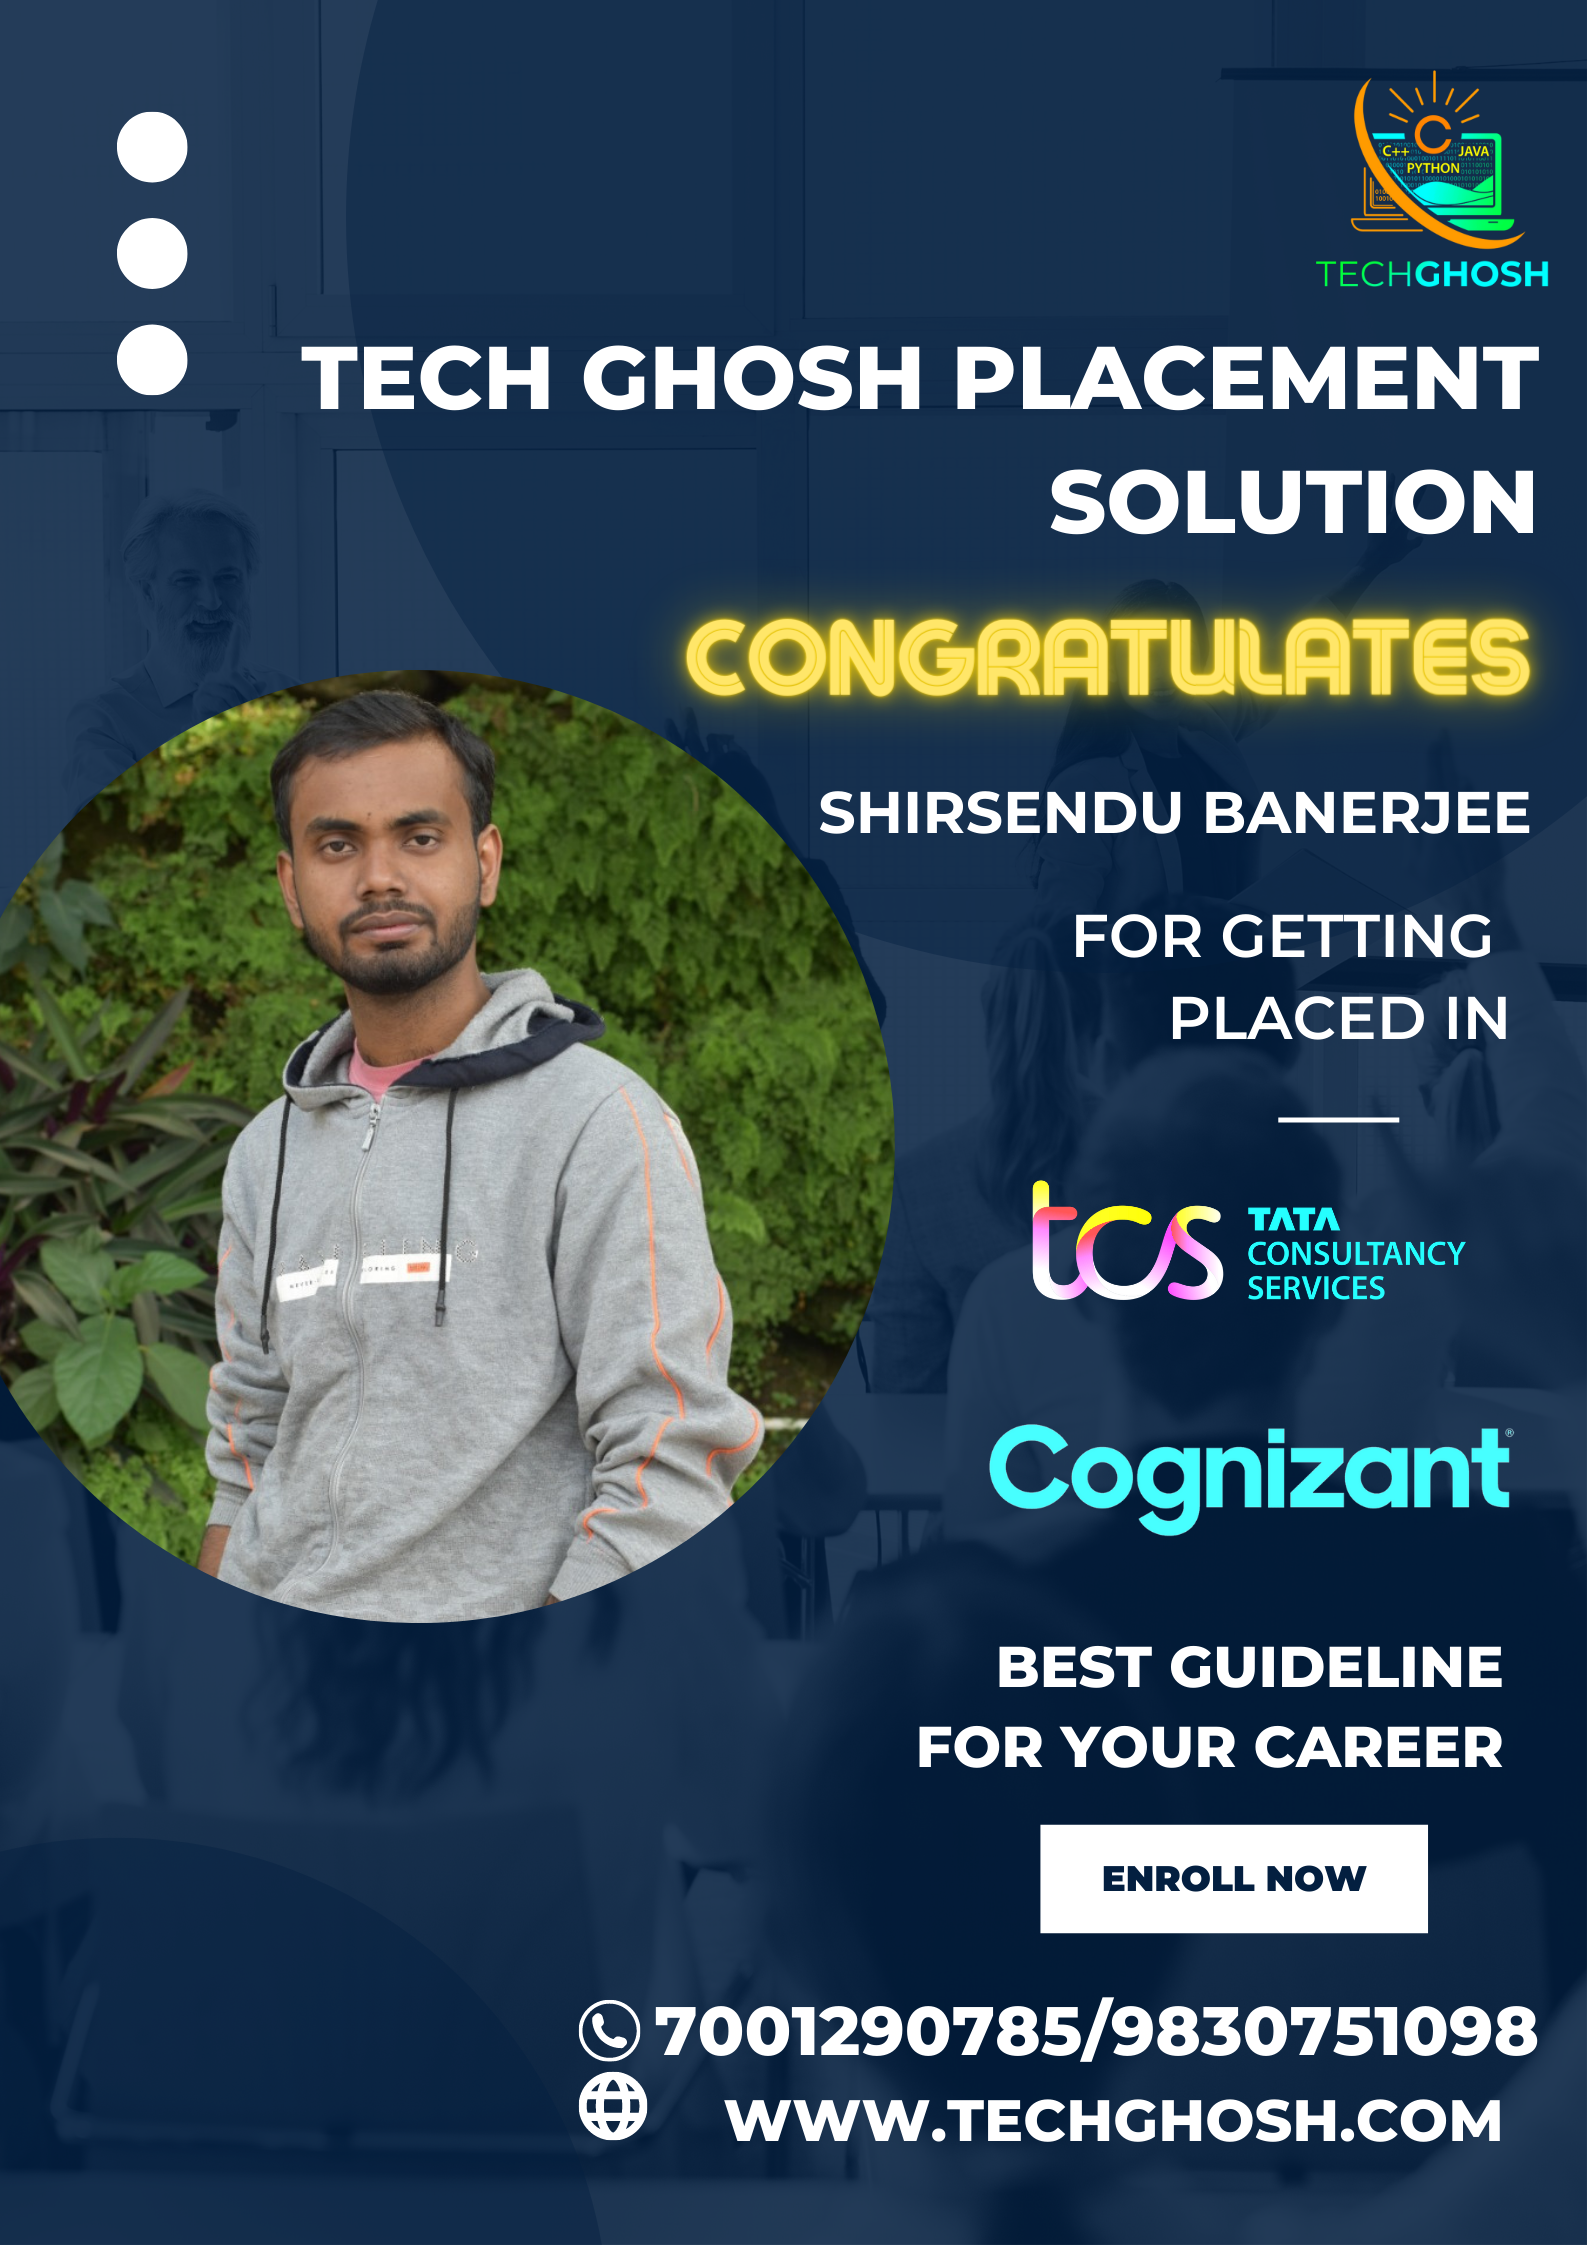 C
C++ JAVA
PYTHON
TECHGHOSH
TECH GHOSH PLACEMENT
SOLUTION
CONGRATULATES
SHIRSENDU BANERJEE
FOR GETTING
PLACED IN
tcs TATA
CONSULTANCY
SERVICES
Cognizant®
BEST GUIDELINE
FOR YOUR CAREER
ENROLL NOW
7001290785/9830751098
WWW.TECHGHOSH.COM